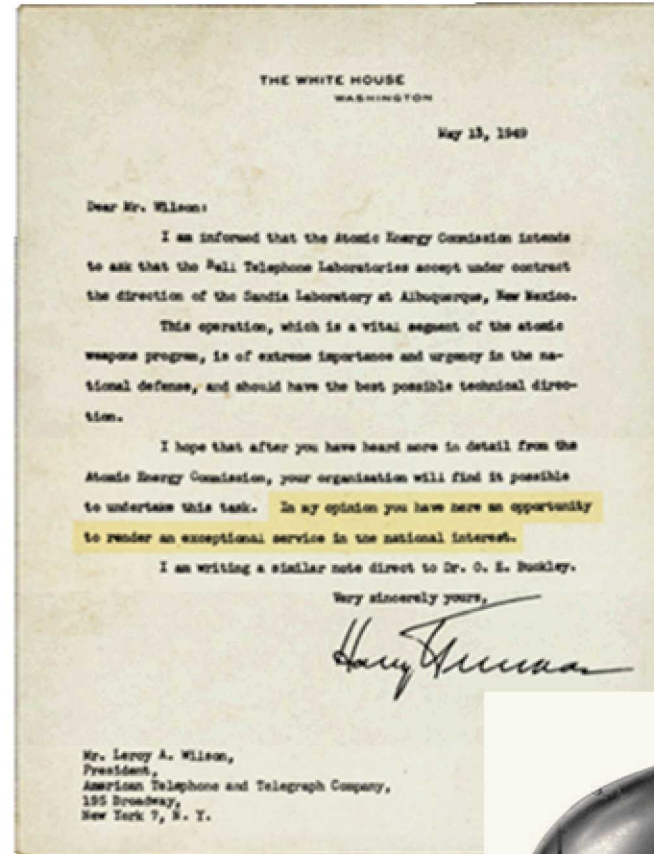 THE WHITE HOUSE
WASHINGTON
May 13, 1949
Dear Mr. Wilson:
I am informed that the Atomic Energy Commission intends
to ask that the Bell Telephone Laboratories accept under contract
the direction of the Sandia Laboratory at Albuquerque, New Mexico.
This operation, which is a vital segment of the atomic
weapons program, is of extreme importance and urgency in the na-
tional defense, and should have the best possible technical direc-
tion.
I hope that after you have heard more in detail from the
Atomic Energy Commission, your organization will find it possible
to undertake this task. In my opinion you have here an opportunity
to render an exceptional service in the national interest.
I am writing a similar note direct to Dr. O. E. Buckley.
Very sincerely yours,
Harry Truman
Mr. Leroy A. Wilson,
President,
American Telephone and Telegraph Company,
195 Broadway,
New York 7, N. Y.